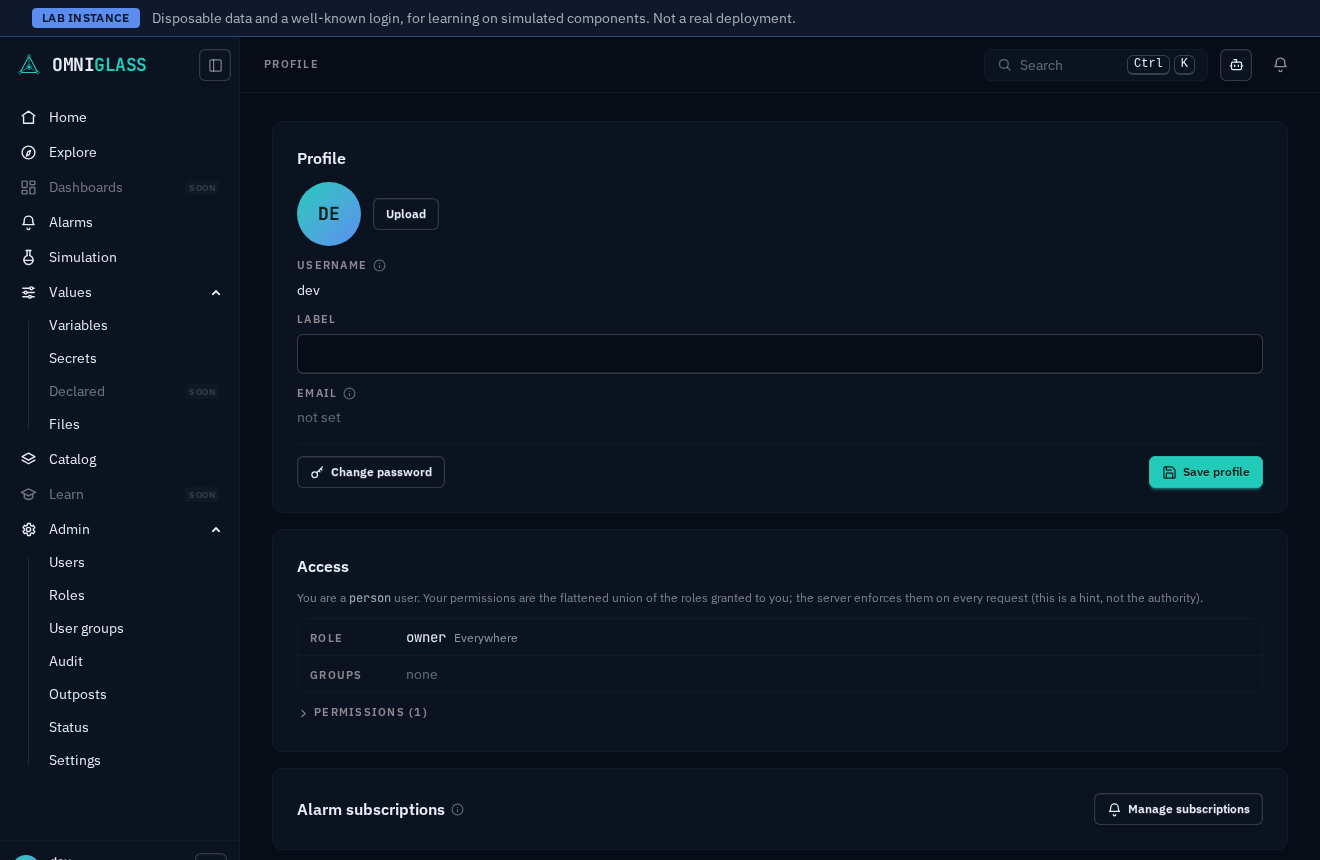 LAB INSTANCE Disposable data and a well-known login, for learning on simulated components. Not a real deployment.
OMNIGLASS
PROFILE
Search Ctrl K
Home
Explore
Dashboards SOON
Alarms
Simulation
Values
Variables
Secrets
Declared SOON
Files
Catalog
Learn SOON
Admin
Users
Roles
User groups
Audit
Outposts
Status
Settings
Profile
DE Upload
USERNAME
dev
LABEL
EMAIL
not set
Change password Save profile
Access
You are a person user. Your permissions are the flattened union of the roles granted to you; the server enforces them on every request (this is a hint, not the authority).
ROLE owner Everywhere
GROUPS none
PERMISSIONS (1)
Alarm subscriptions Manage subscriptions